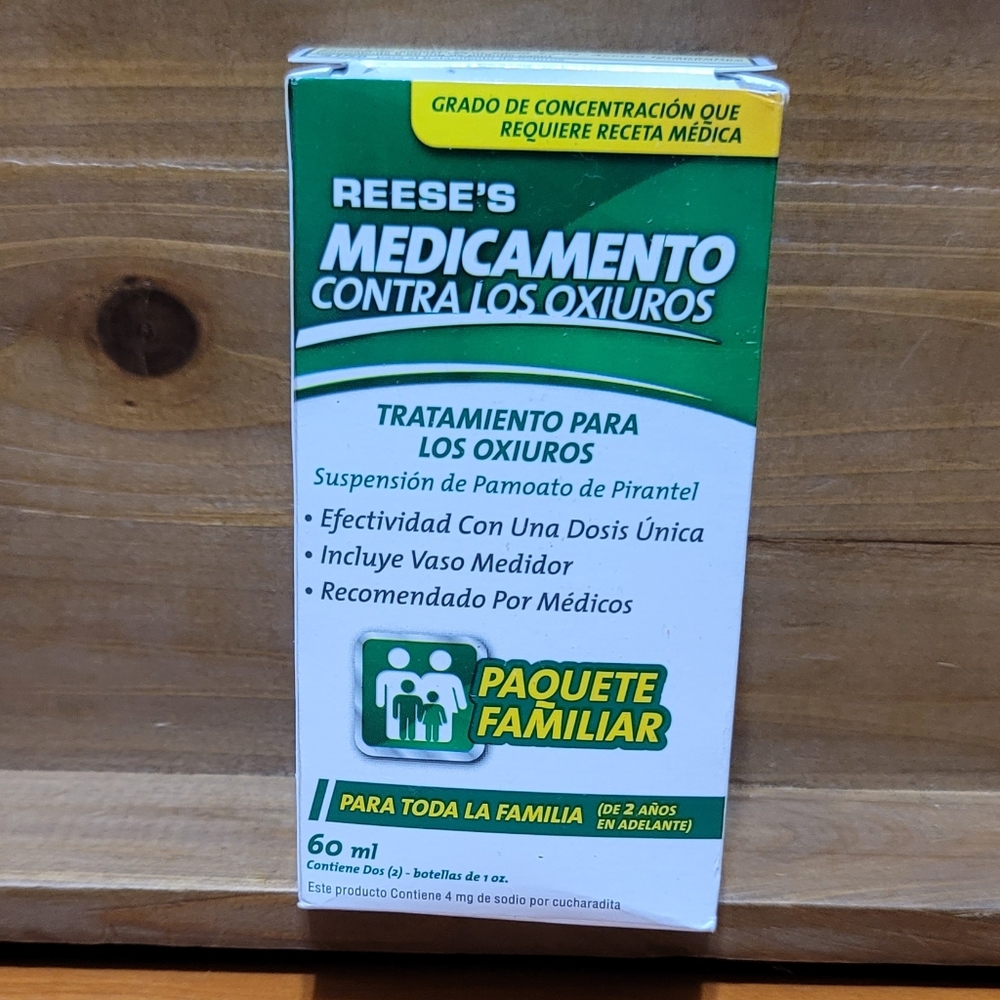 GRADO DE CONCENTRACIÓN QUE
REQUIERE RECETA MÉDICA
REESE'S
MEDICAMENTO
CONTRA LOS OXIUROS
TRATAMIENTO PARA
LOS OXIUROS
Suspensión de Pamoato de Pirantel
• Efectividad Con Una Dosis Única
• Incluye Vaso Medidor
• Recomendado Por Médicos
PAQUETE
FAMILIAR
PARA TODA LA FAMILIA (DE 2 AÑOS
EN ADELANTE)
60 ml
Contiene Dos (2) - botellas de 1 oz.
Este producto Contiene 4 mg de sodio por cucharadita